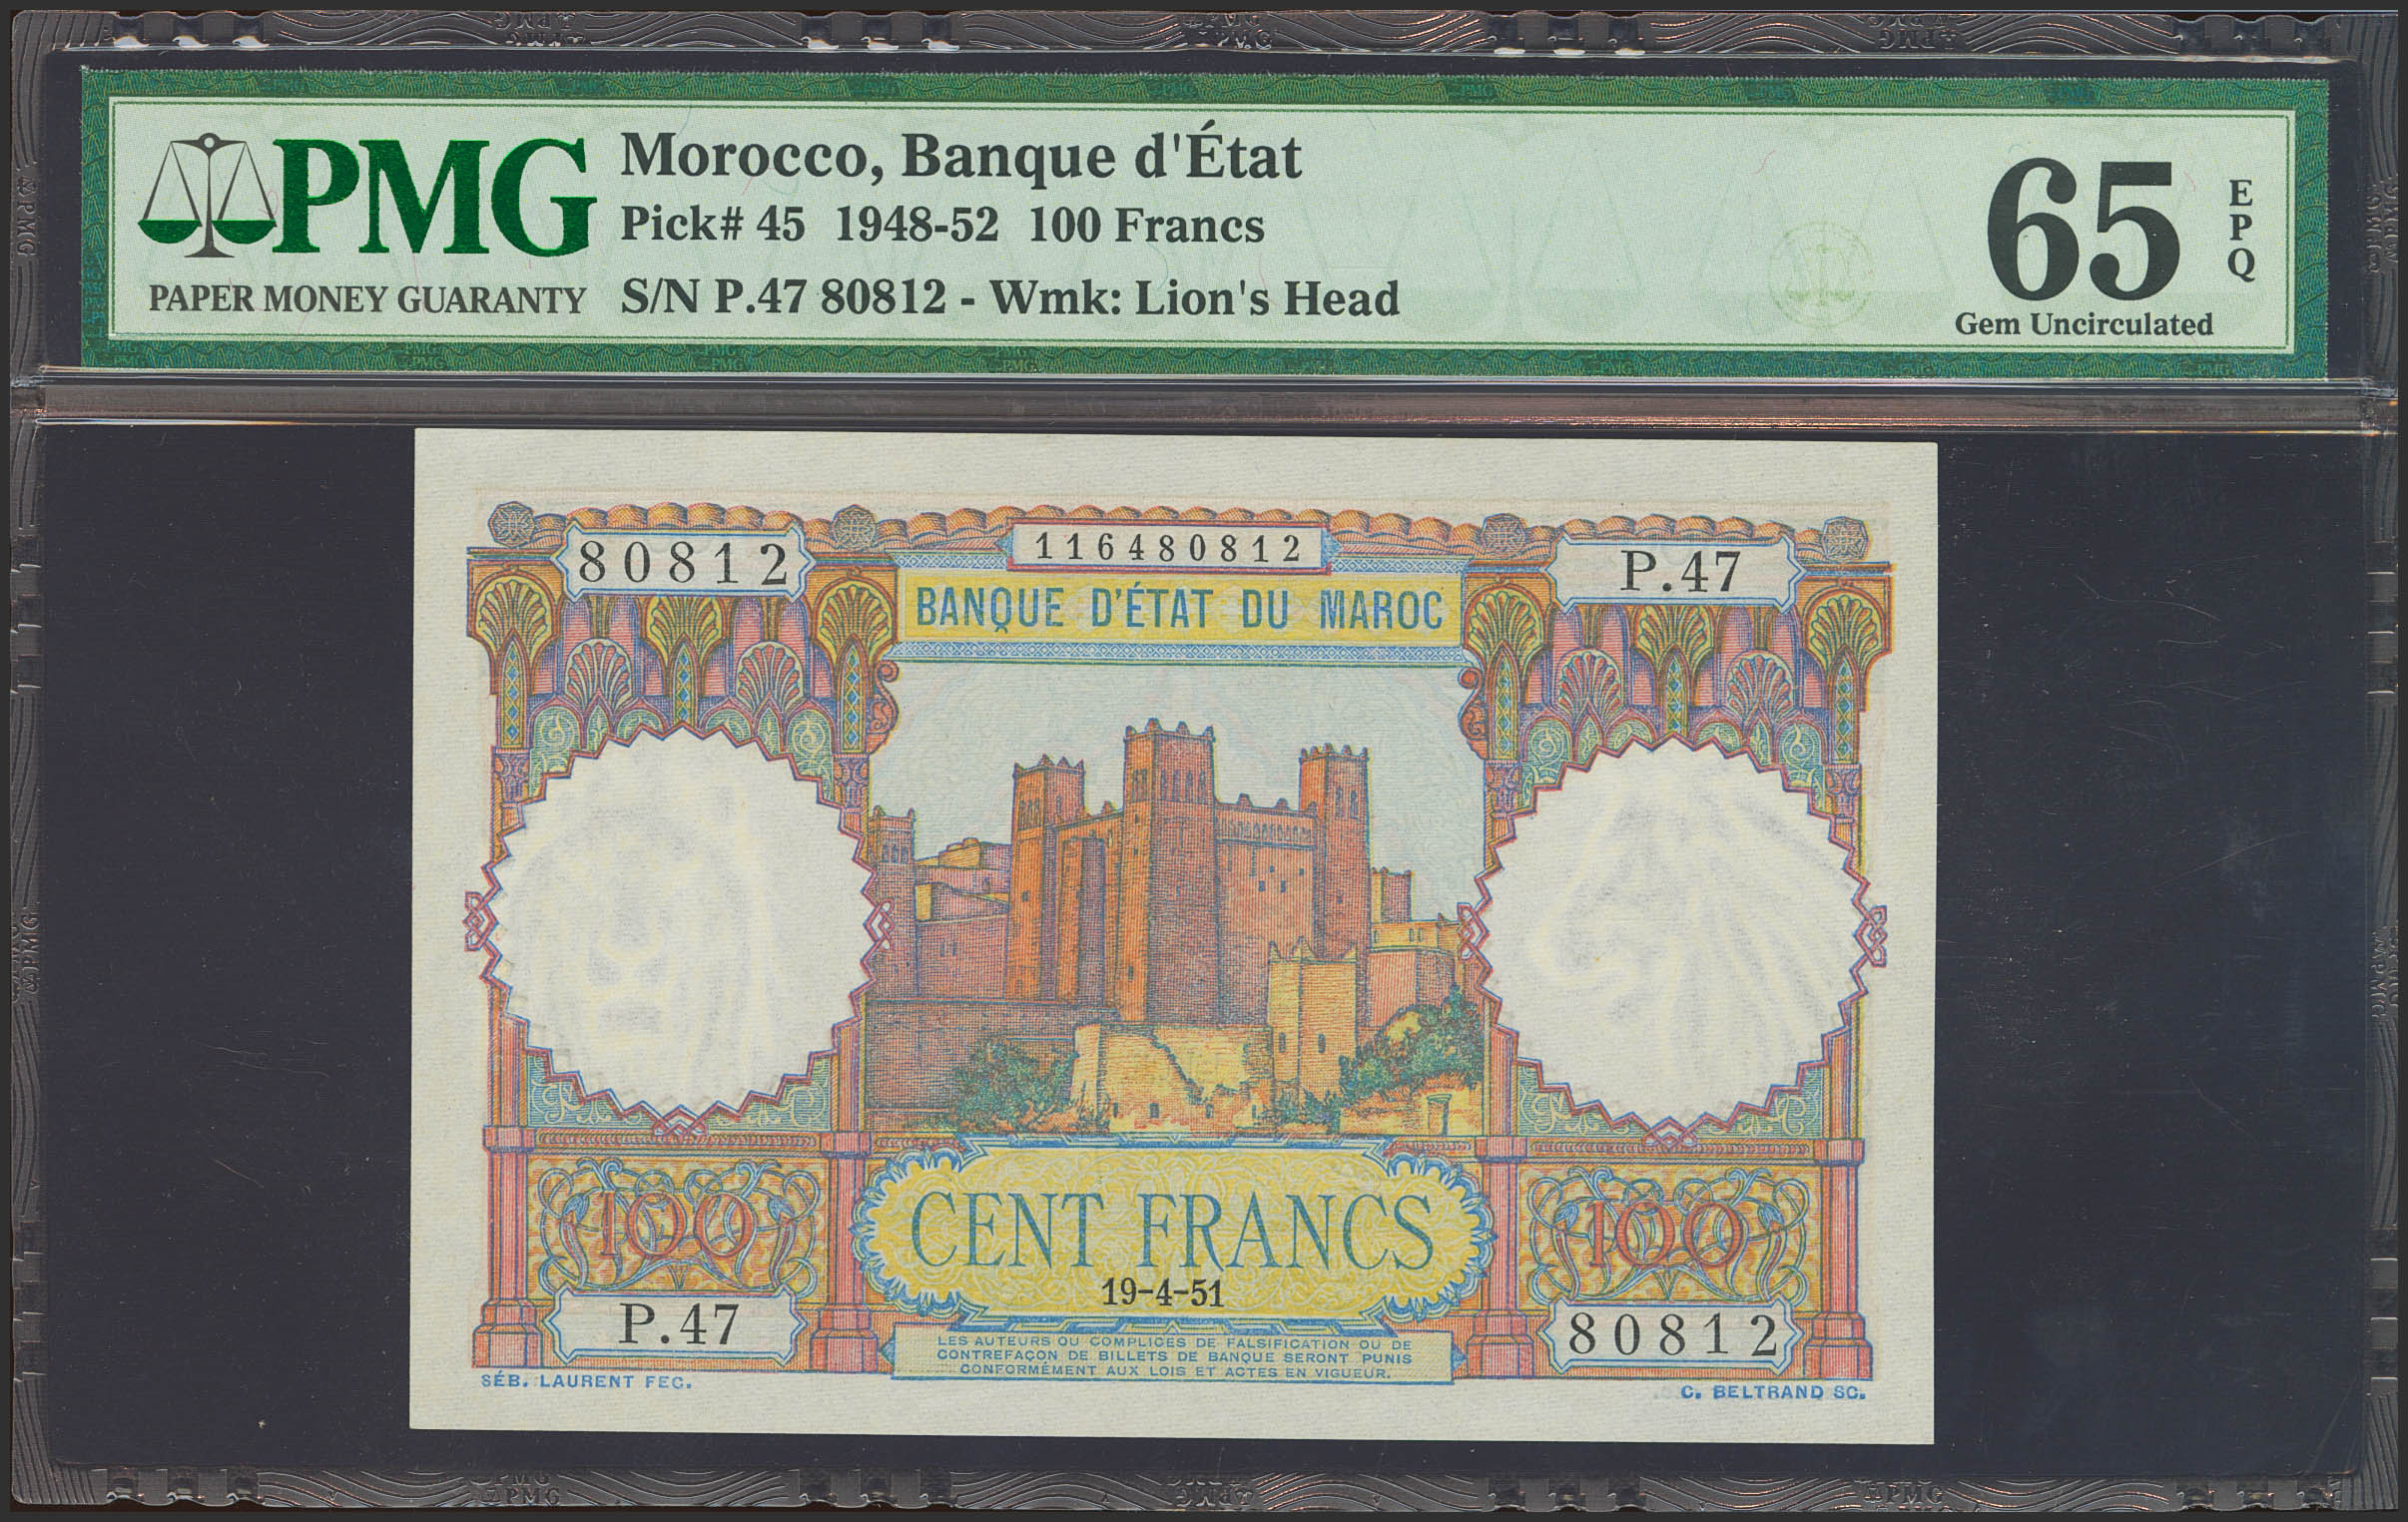 PMG
PAPER MONEY GUARANTY
Morocco, Banque d'État
Pick# 45 1948-52 100 Francs
S/N P.47 80812 - Wmk: Lion's Head
65
EPQ
Gem Uncirculated
80812
116480812
P.47
BANQUE D'ÉTAT DU MAROC
CENT FRANCS
19-4-51
100
100
P.47
80812
LES AUTEURS OU COMPLICES DE FALSIFICATION OU DE
CONTREFAÇON DE BILLETS DE BANQUE SERONT PUNIS
CONFORMÉMENT AUX LOIS ET ACTES EN VIGUEUR.
SÉB. LAURENT FEC.
C. BELTRAND SC.